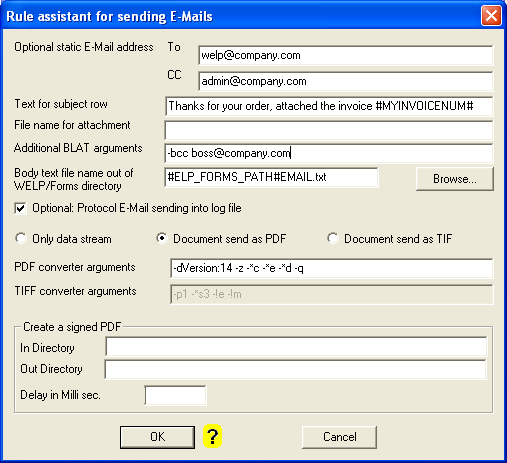 Rule assistant for sending E-Mails
Optional static E-Mail address To welp@company.com
CC admin@company.com
Text for subject row Thanks for your order, attached the invoice #MYINVOICENUM#
File name for attachment
Additional BLAT arguments -bcc boss@company.com
Body text file name out of
WELP/Forms directory #ELP_FORMS_PATH#EMAIL.txt Browse...
Optional: Protocol E-Mail sending into log file
Only data stream Document send as PDF Document send as TIF
PDF converter arguments -dVersion:14 -z -*c -*e -*d -q
TIFF converter arguments -p1 -*s3 -!e -!m
Create a signed PDF
In Directory
Out Directory
Delay in Milli sec.
OK ? Cancel